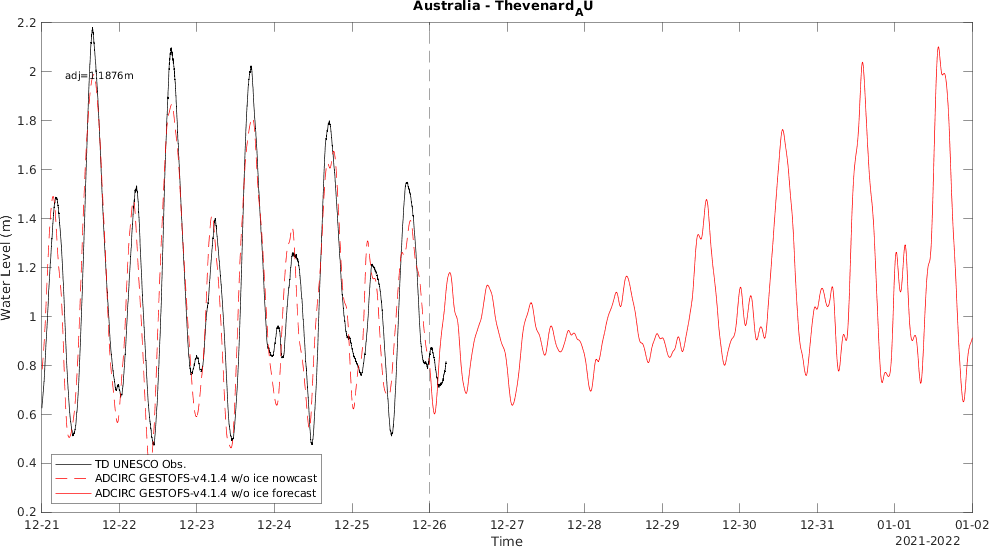 Australia - Thevenard_AU
2.2
2
1.8
1.6
1.4
1.2
1
0.8
0.6
0.4
0.2
Water Level (m)
adj=1.1876m
TD UNESCO Obs.
ADCIRC GESTOFS-v4.1.4 w/o ice nowcast
ADCIRC GESTOFS-v4.1.4 w/o ice forecast
12-21 12-22 12-23 12-24 12-25 12-26 12-27 12-28 12-29 12-30 12-31 01-01 01-02
Time
2021-2022